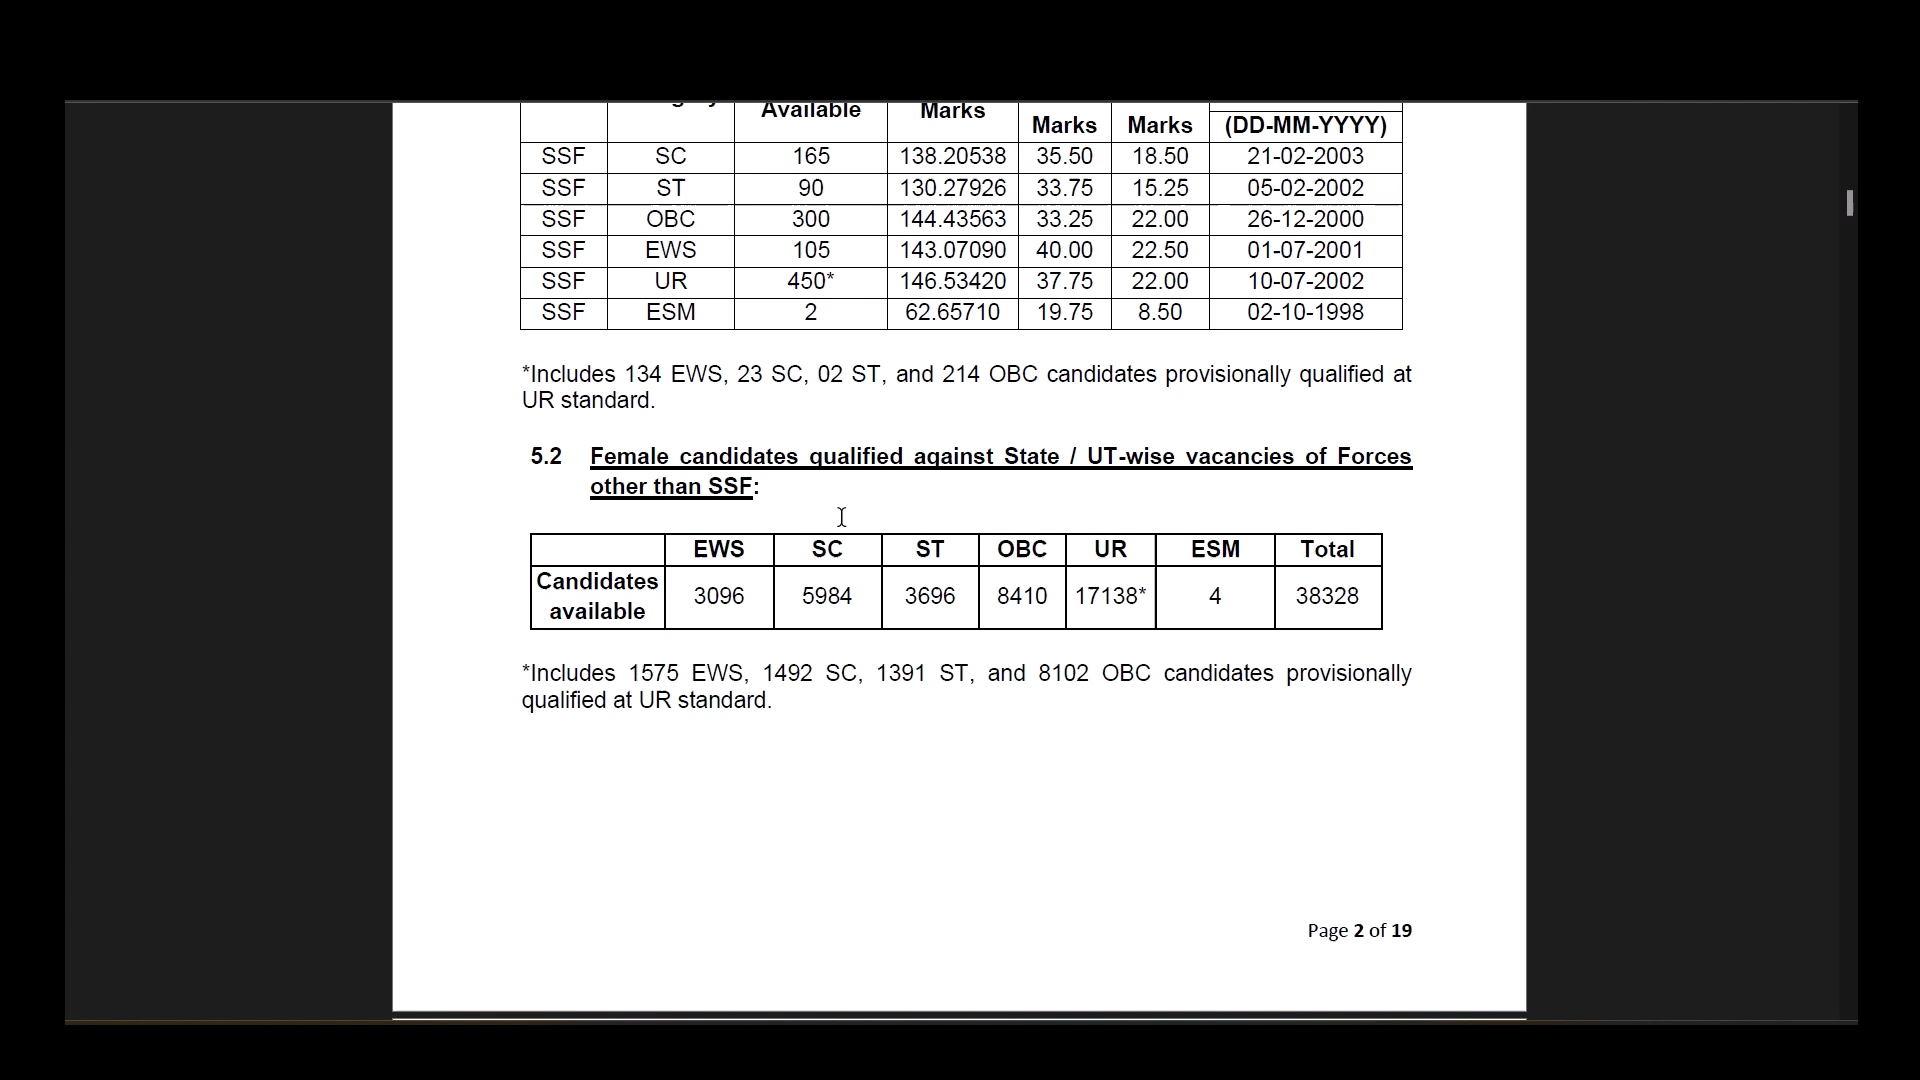 Available Marks
Marks Marks (DD-MM-YYYY)
SSF SC 165 138.20538 35.50 18.50 21-02-2003
SSF ST 90 130.27926 33.75 15.25 05-02-2002
SSF OBC 300 144.43563 33.25 22.00 26-12-2000
SSF EWS 105 143.07090 40.00 22.50 01-07-2001
SSF UR 450* 146.53420 37.75 22.00 10-07-2002
SSF ESM 2 62.65710 19.75 8.50 02-10-1998
*Includes 134 EWS, 23 SC, 02 ST, and 214 OBC candidates provisionally qualified at
UR standard.
5.2 Female candidates qualified against State / UT-wise vacancies of Forces
other than SSF:
EWS SC ST OBC UR ESM Total
Candidates available 3096 5984 3696 8410 17138* 4 38328
*Includes 1575 EWS, 1492 SC, 1391 ST, and 8102 OBC candidates provisionally
qualified at UR standard.
Page 2 of 19